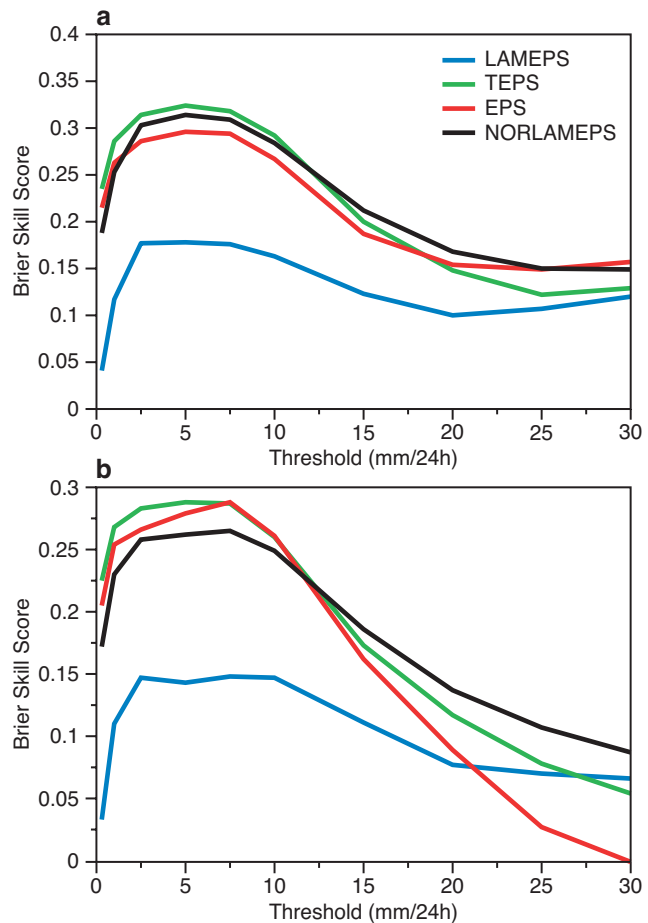 a
0.4
0.35
0.3
0.25
0.2
0.15
0.1
0.05
0
Brier Skill Score
LAMEPS
TEPS
EPS
NORLAMEPS
0 5 10 15 20 25 30
Threshold (mm/24h)
b
0.3
0.25
0.2
0.15
0.1
0.05
0
Brier Skill Score
0 5 10 15 20 25 30
Threshold (mm/24h)